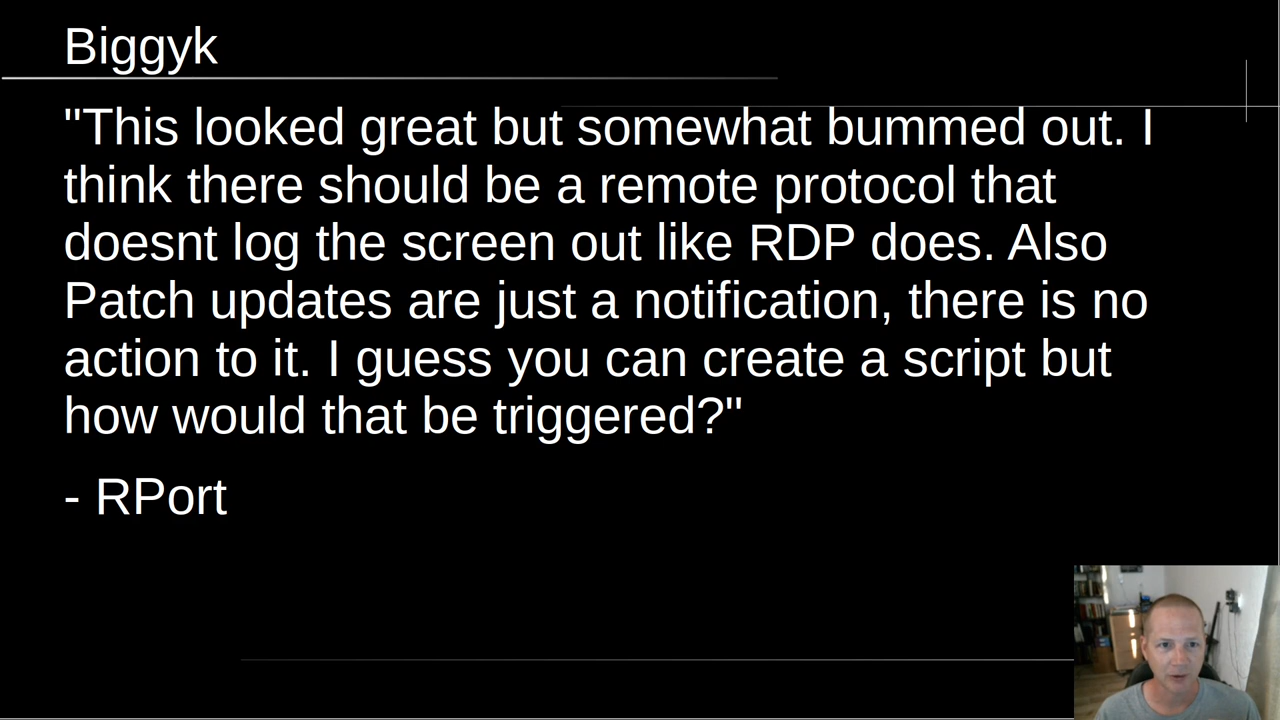 Biggyk
"This looked great but somewhat bummed out. I
think there should be a remote protocol that
doesnt log the screen out like RDP does. Also
Patch updates are just a notification, there is no
action to it. I guess you can create a script but
how would that be triggered?"
- RPort